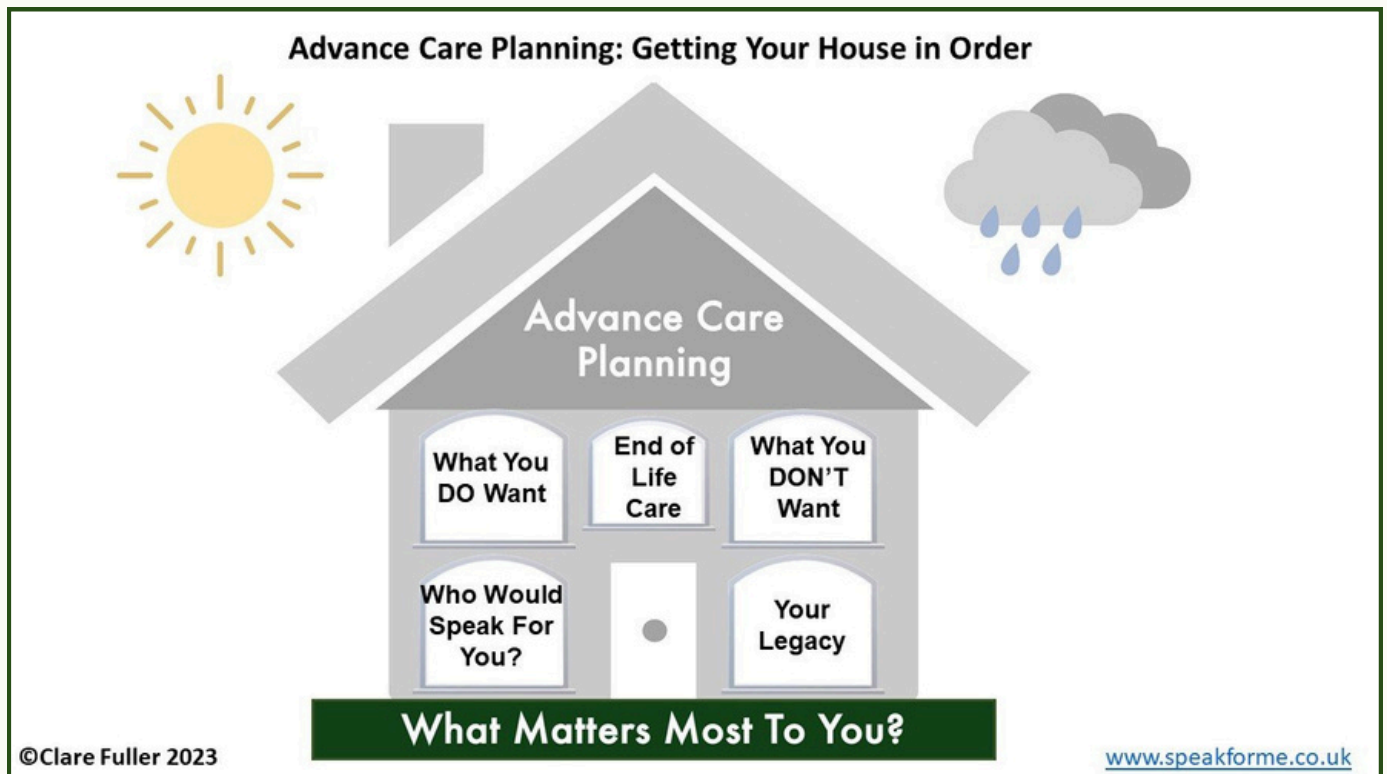 Advance Care Planning: Getting Your House in Order
Advance Care
Planning
What You
DO Want
End of
Life
Care
What You
DON'T
Want
Who Would
Speak For
You?
Your
Legacy
What Matters Most To You?
©Clare Fuller 2023
www.speakforme.co.uk